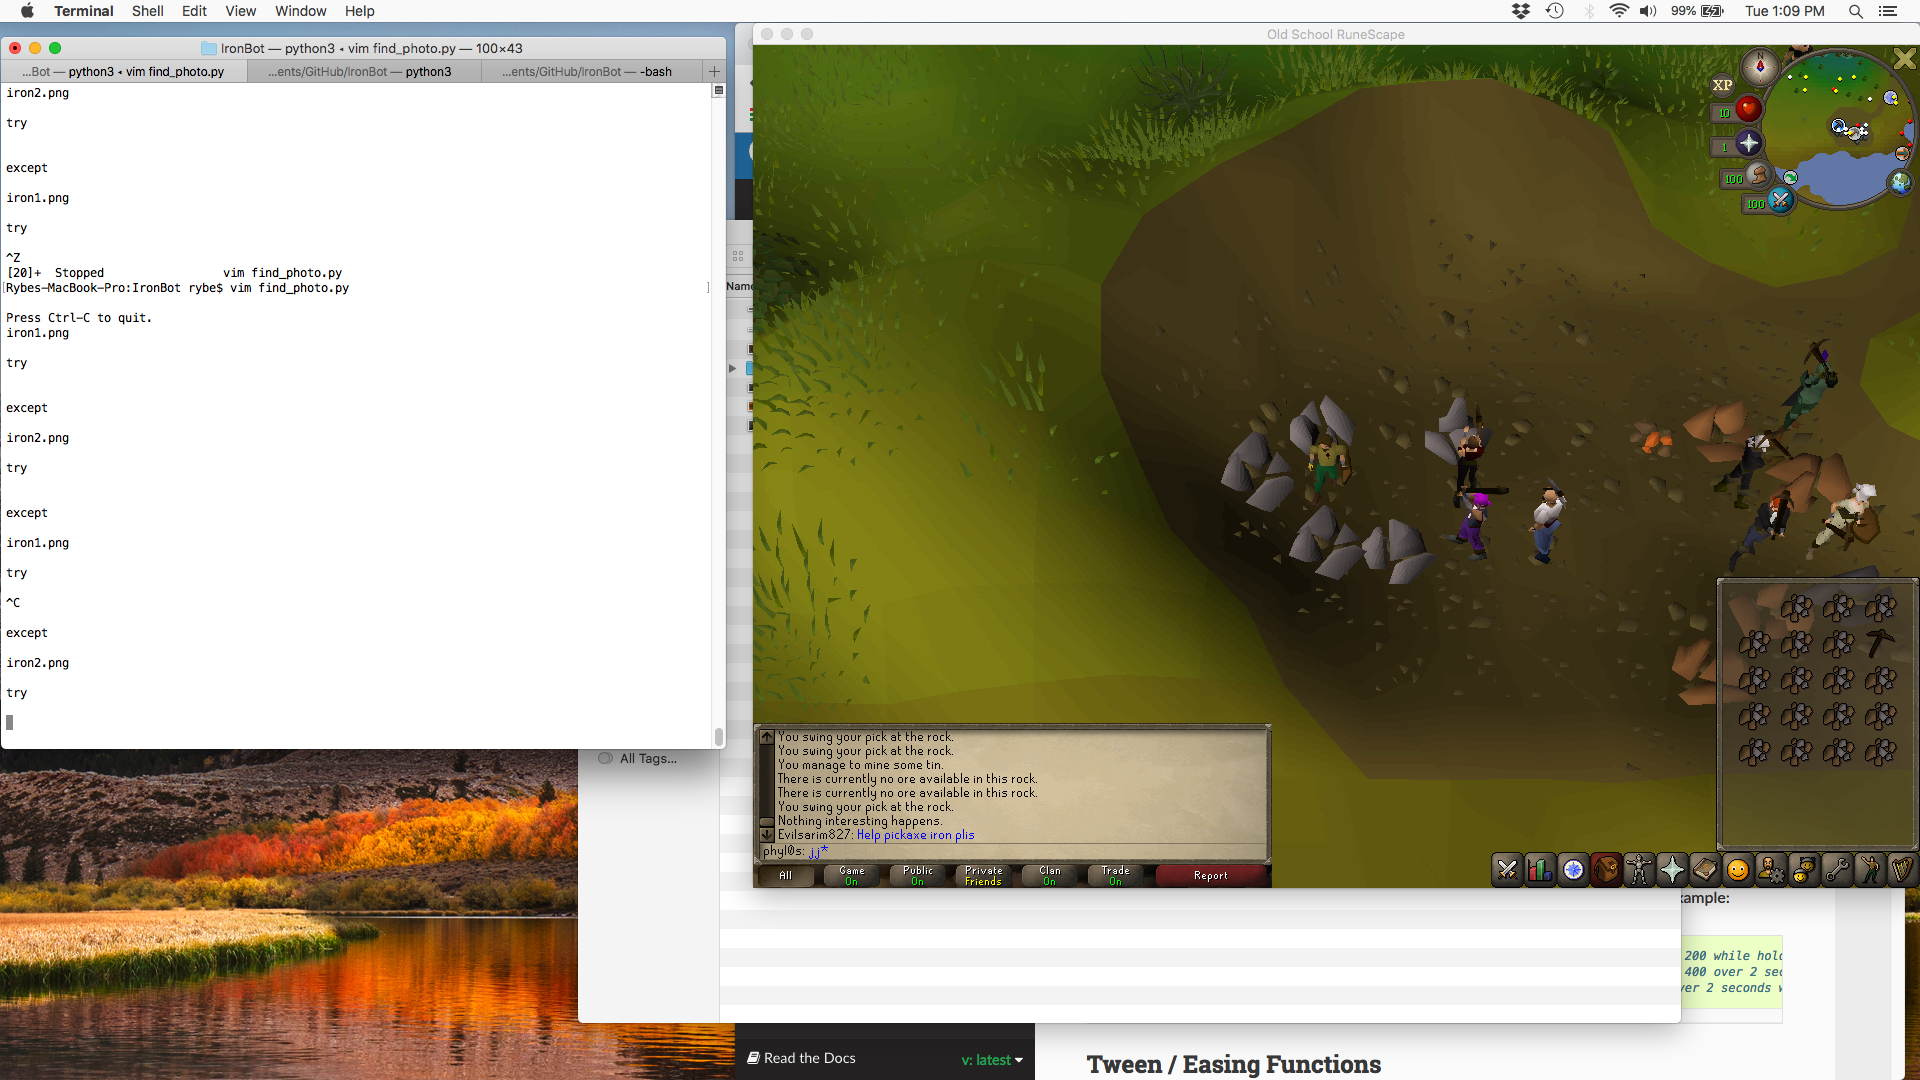 Terminal Shell Edit View Window Help
99% Tue 1:09 PM
IronBot — python3 ◂ vim find_photo.py — 100×43
...Bot — python3 ◂ vim find_photo.py
...ents/GitHub/IronBot — python3
...ents/GitHub/IronBot — -bash
iron2.png
try
except
iron1.png
try
^Z
[20]+ Stopped vim find_photo.py
[Rybes-MacBook-Pro:IronBot rybe$ vim find_photo.py ]
Press Ctrl-C to quit.
iron1.png
try
except
iron2.png
try
except
iron1.png
try
^C
except
iron2.png
try
Name
All Tags...
Old School RuneScape
N
XP
10
1
100
100
You swing your pick at the rock.
You swing your pick at the rock.
You manage to mine some tin.
There is currently no ore available in this rock.
There is currently no ore available in this rock.
You swing your pick at the rock.
Nothing interesting happens.
Evilsarim827: Help pickaxe iron plis
phyl0s: jj*
All
Game
On
Public
On
Private
Friends
Clan
On
Trade
On
Report
xample:
200 while hold
400 over 2 sec
ver 2 seconds w
Read the Docs
v: latest
Tween / Easing Functions